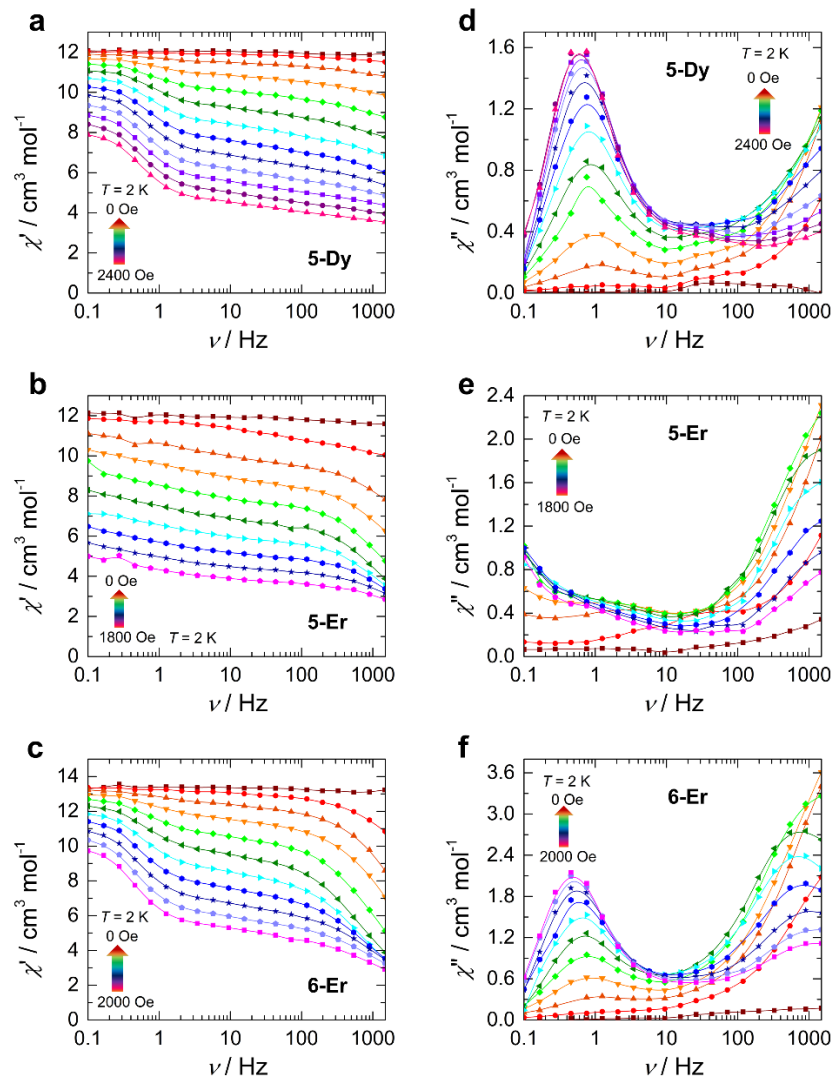 a
12
10
8
6
4
2
0
χ' / cm³ mol⁻¹
T = 2 K
0 Oe
2400 Oe
5-Dy
0.1 1 10 100 1000
ν / Hz
d
1.6
1.2
0.8
0.4
0.0
χ'' / cm³ mol⁻¹
5-Dy
T = 2 K
0 Oe
2400 Oe
0.1 1 10 100 1000
ν / Hz
b
12
10
8
6
4
2
0
χ' / cm³ mol⁻¹
0 Oe
1800 Oe T = 2 K
5-Er
0.1 1 10 100 1000
ν / Hz
e
2.4
2.0
1.6
1.2
0.8
0.4
0.0
χ'' / cm³ mol⁻¹
T = 2 K
0 Oe
1800 Oe
5-Er
0.1 1 10 100 1000
ν / Hz
c
14
12
10
8
6
4
2
0
χ' / cm³ mol⁻¹
T = 2 K
0 Oe
2000 Oe
6-Er
0.1 1 10 100 1000
ν / Hz
f
3.6
3.0
2.4
1.8
1.2
0.6
0.0
χ'' / cm³ mol⁻¹
T = 2 K
0 Oe
2000 Oe
6-Er
0.1 1 10 100 1000
ν / Hz